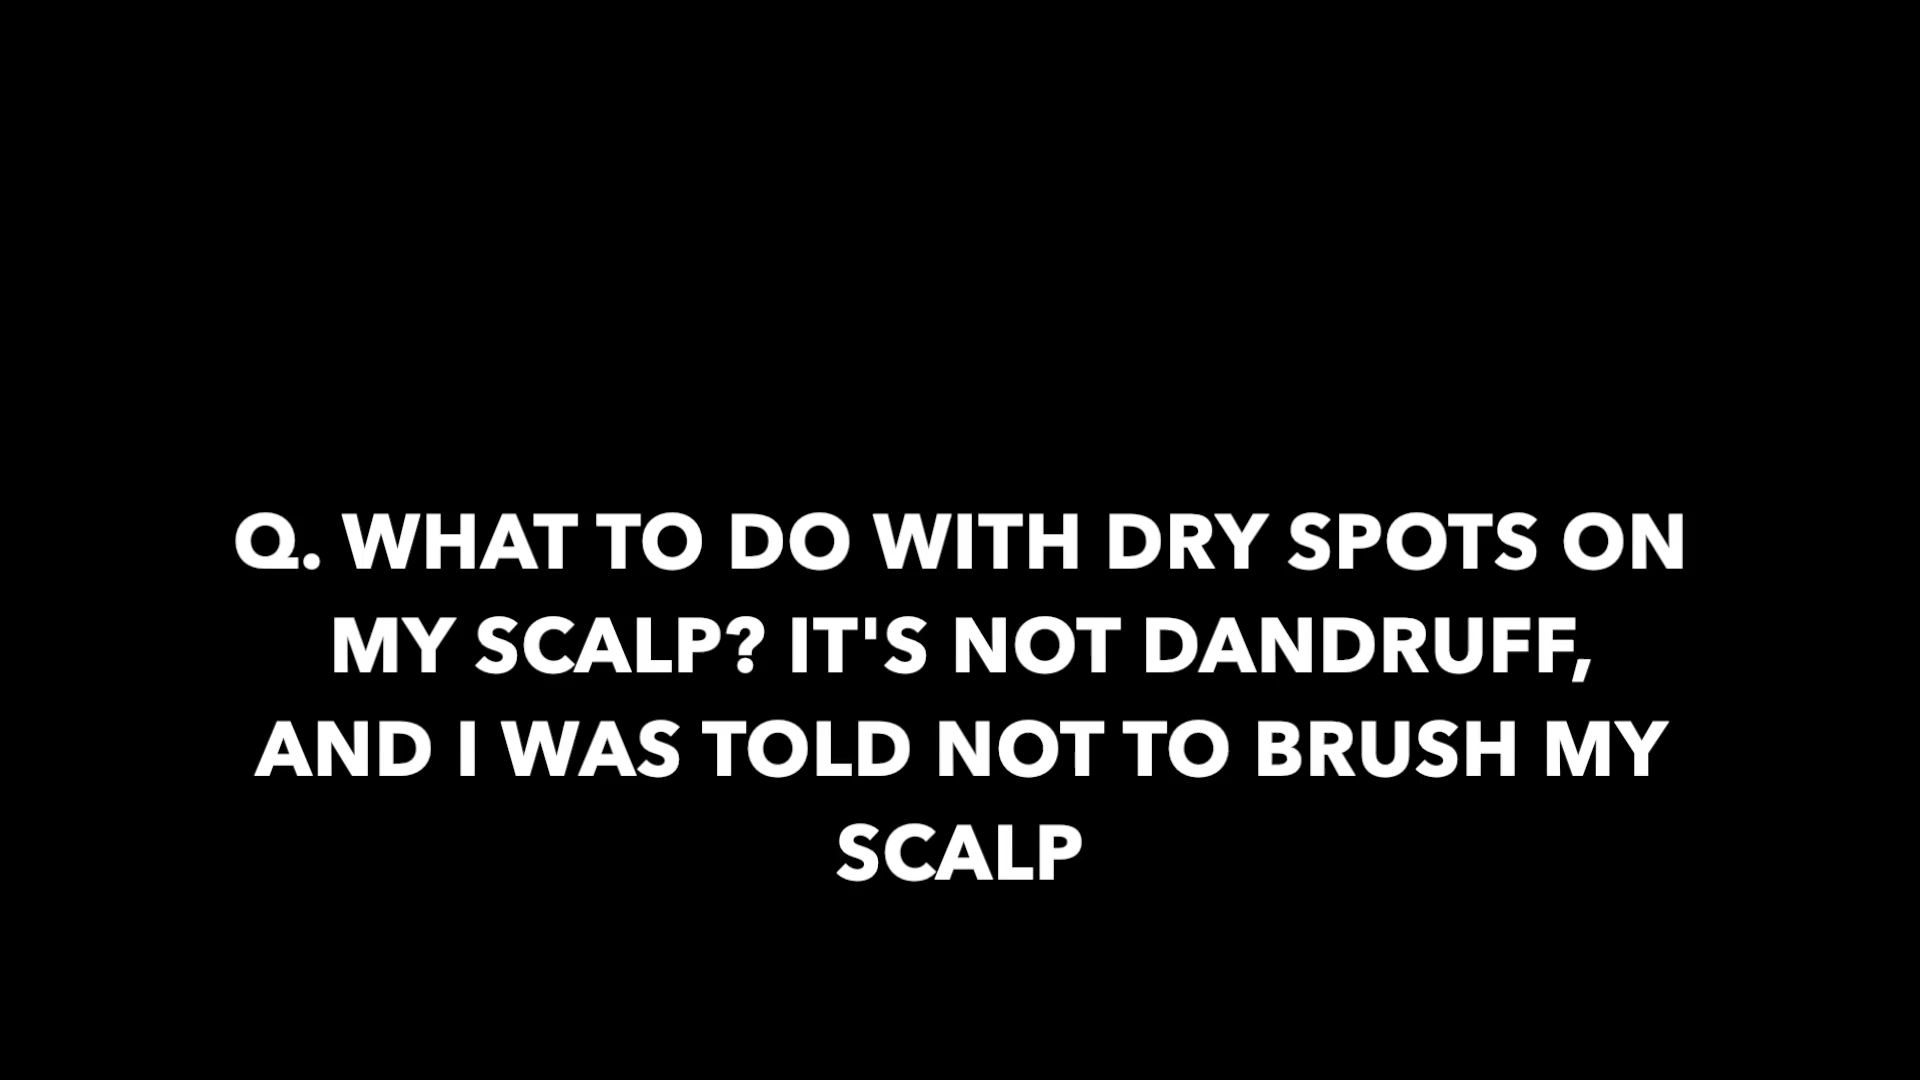 Q. WHAT TO DO WITH DRY SPOTS ON
MY SCALP? IT'S NOT DANDRUFF,
AND I WAS TOLD NOT TO BRUSH MY
SCALP